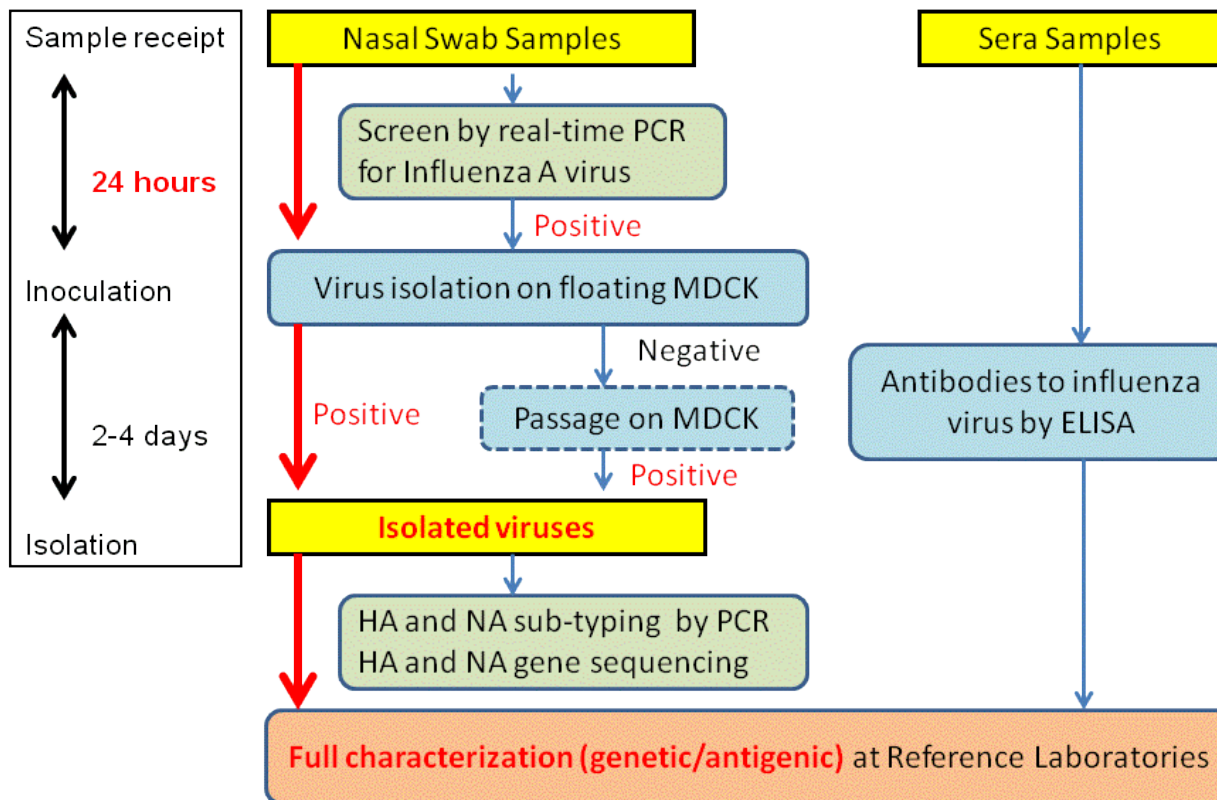 Sample receipt
24 hours
Inoculation
2-4 days
Isolation
Nasal Swab Samples
Screen by real-time PCR
for Influenza A virus
Positive
Virus isolation on floating MDCK
Negative
Positive
Passage on MDCK
Positive
Isolated viruses
HA and NA sub-typing by PCR
HA and NA gene sequencing
Sera Samples
Antibodies to influenza
virus by ELISA
Full characterization (genetic/antigenic) at Reference Laboratories